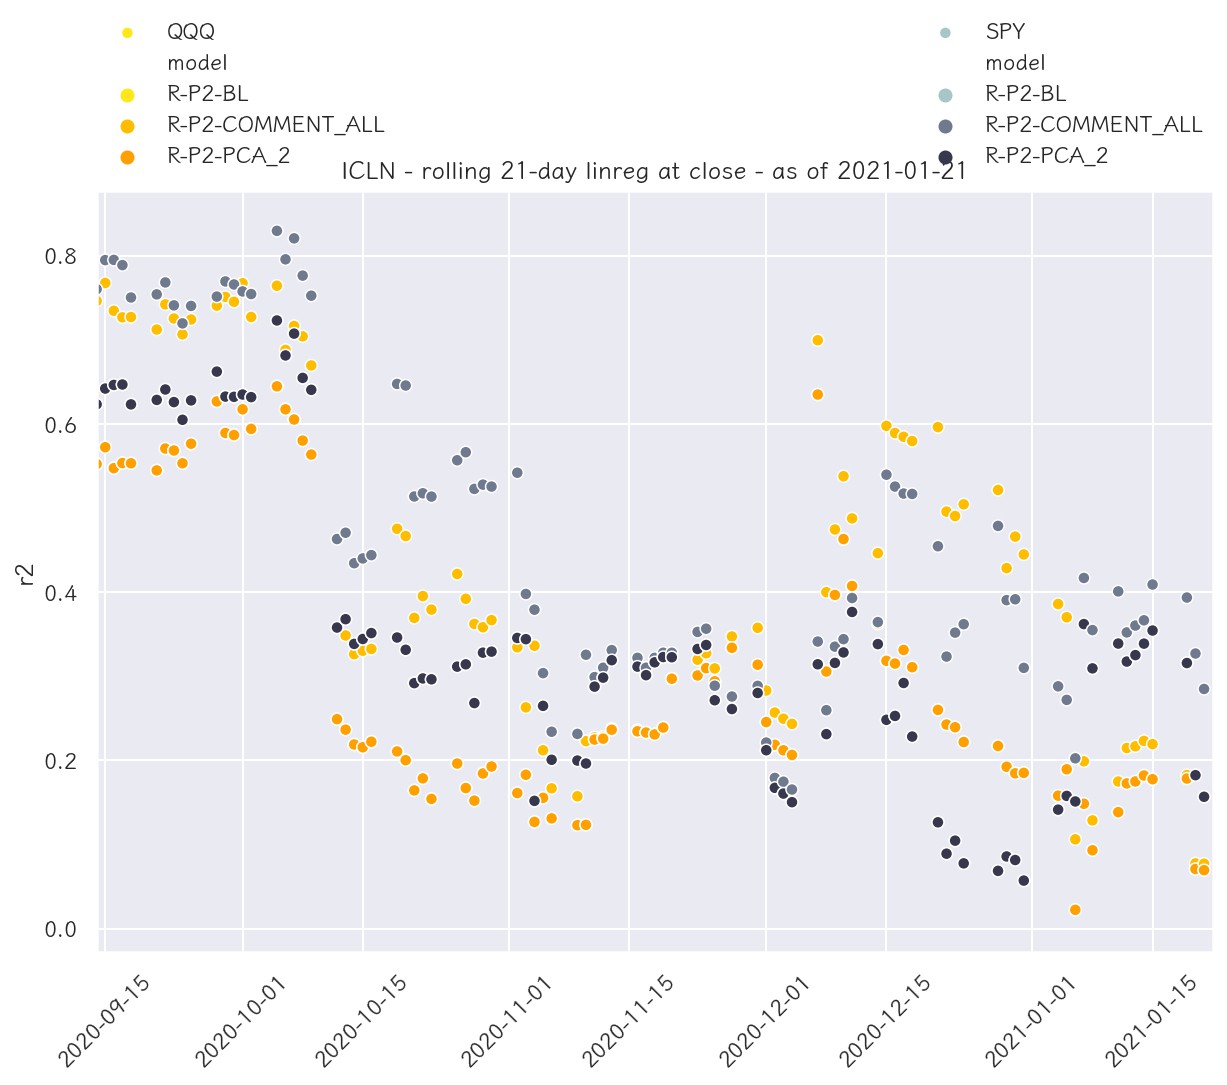 QQQ
model
R-P2-BL
R-P2-COMMENT_ALL
R-P2-PCA_2
SPY
model
R-P2-BL
R-P2-COMMENT_ALL
R-P2-PCA_2
ICLN - rolling 21-day linreg at close - as of 2021-01-21
r2
0.8
0.6
0.4
0.2
0.0
2020-09-15
2020-10-01
2020-10-15
2020-11-01
2020-11-15
2020-12-01
2020-12-15
2021-01-01
2021-01-15